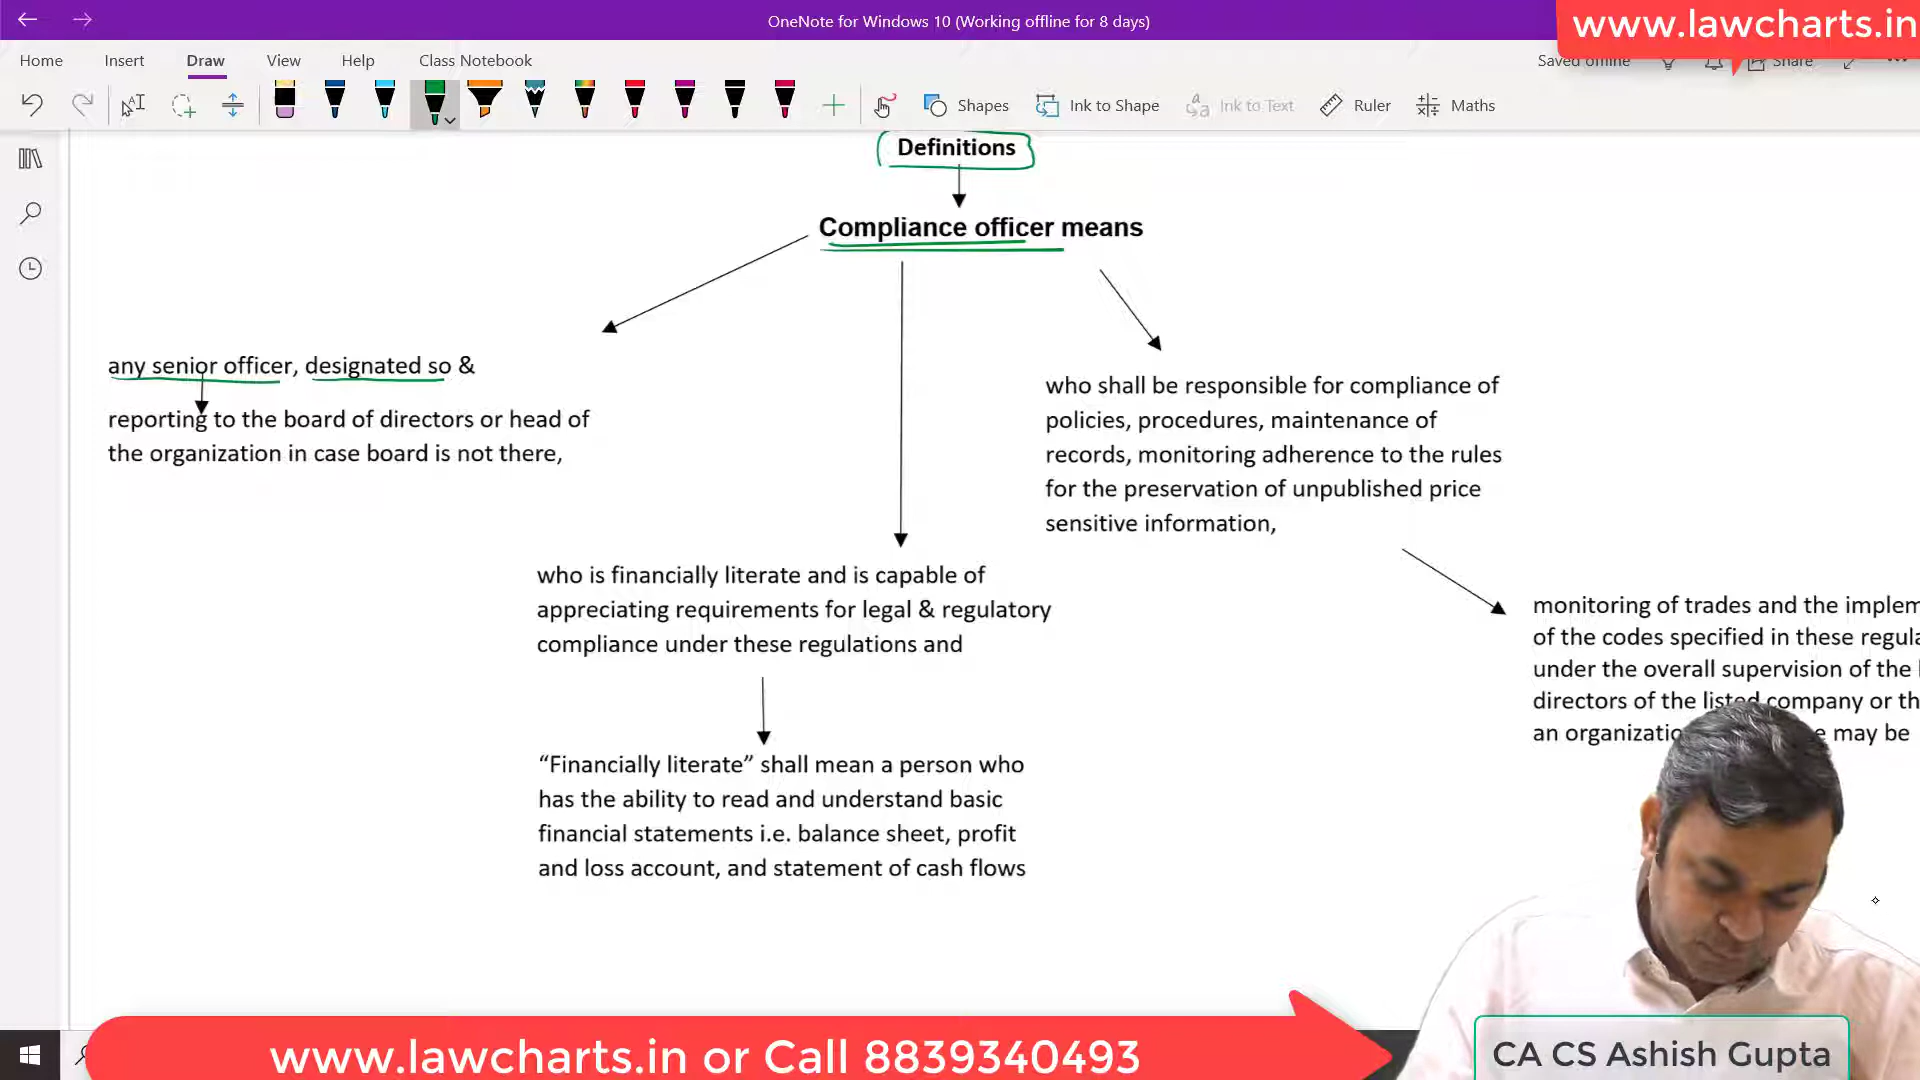 OneNote for Windows 10 (Working offline for 8 days)
www.lawcharts.in
Home Insert Draw View Help Class Notebook
Saved offline Share
Shapes Ink to Shape Ink to Text Ruler Maths
Definitions
Compliance officer means
any senior officer, designated so &
reporting to the board of directors or head of
the organization in case board is not there,
who shall be responsible for compliance of
policies, procedures, maintenance of
records, monitoring adherence to the rules
for the preservation of unpublished price
sensitive information,
who is financially literate and is capable of
appreciating requirements for legal & regulatory
compliance under these regulations and
monitoring of trades and the implem
of the codes specified in these regula
under the overall supervision of the
directors of the listed company or th
an organizatio may be
“Financially literate” shall mean a person who
has the ability to read and understand basic
financial statements i.e. balance sheet, profit
and loss account, and statement of cash flows
www.lawcharts.in or Call 8839340493
CA CS Ashish Gupta